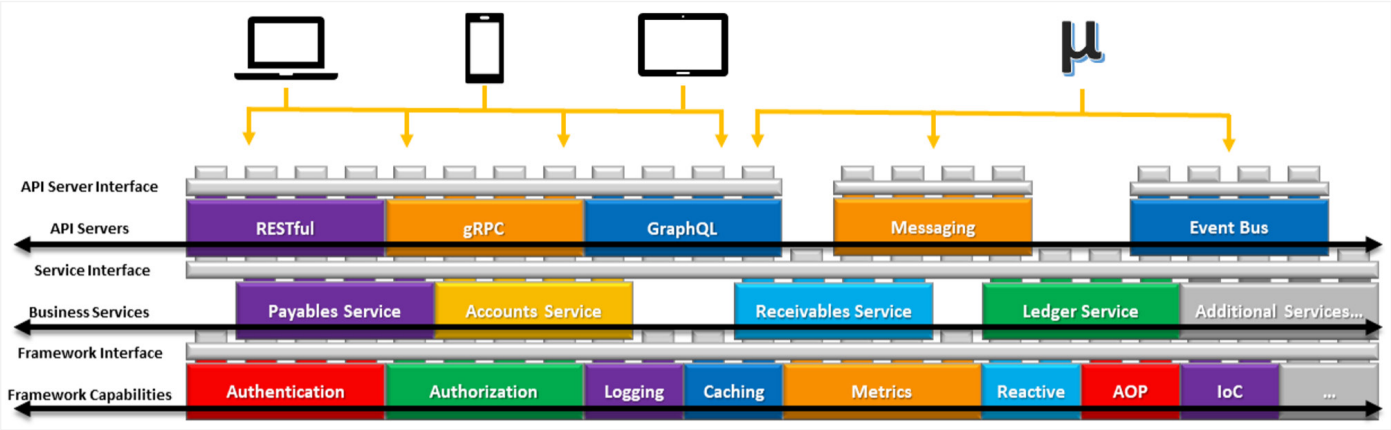 μ
API Server Interface
API Servers
RESTful
gRPC
GraphQL
Messaging
Event Bus
Service Interface
Business Services
Payables Service
Accounts Service
Receivables Service
Ledger Service
Additional Services...
Framework Interface
Framework Capabilities
Authentication
Authorization
Logging
Caching
Metrics
Reactive
AOP
IoC
...